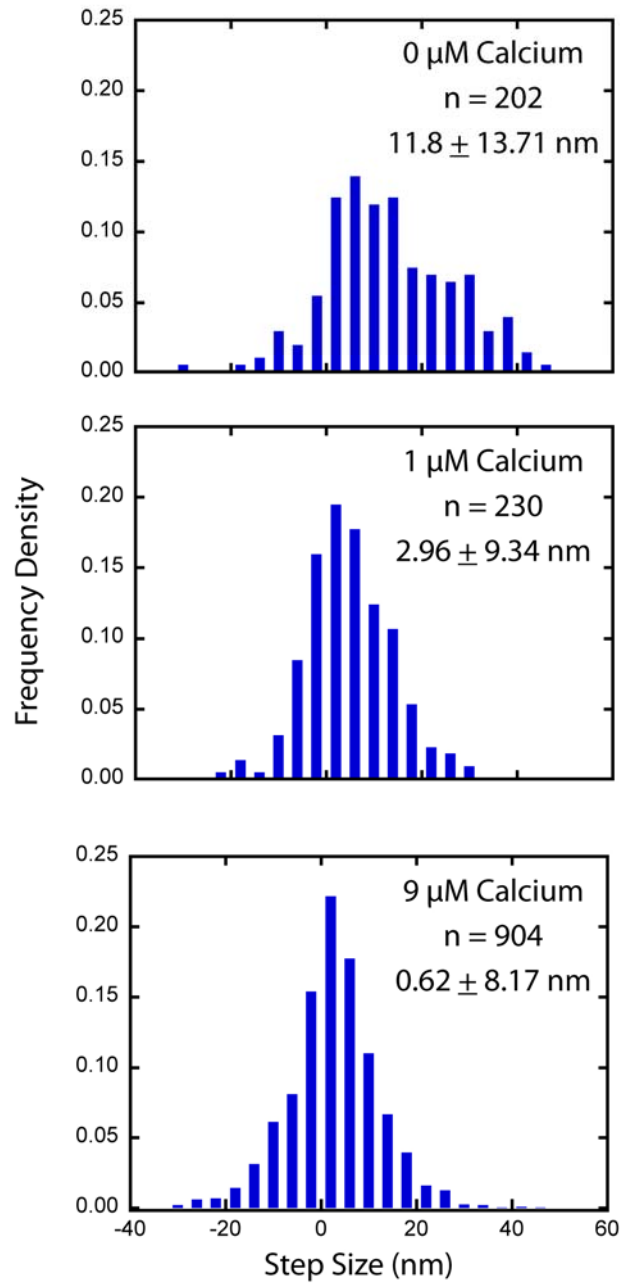 0.25
0.20
0.15
0.10
0.05
0.00
0 µM Calcium
n = 202
11.8 ± 13.71 nm
0.25
0.20
0.15
0.10
0.05
0.00
1 µM Calcium
n = 230
2.96 ± 9.34 nm
Frequency Density
0.25
0.20
0.15
0.10
0.05
0.00
9 µM Calcium
n = 904
0.62 ± 8.17 nm
-40 -20 0 20 40 60
Step Size (nm)